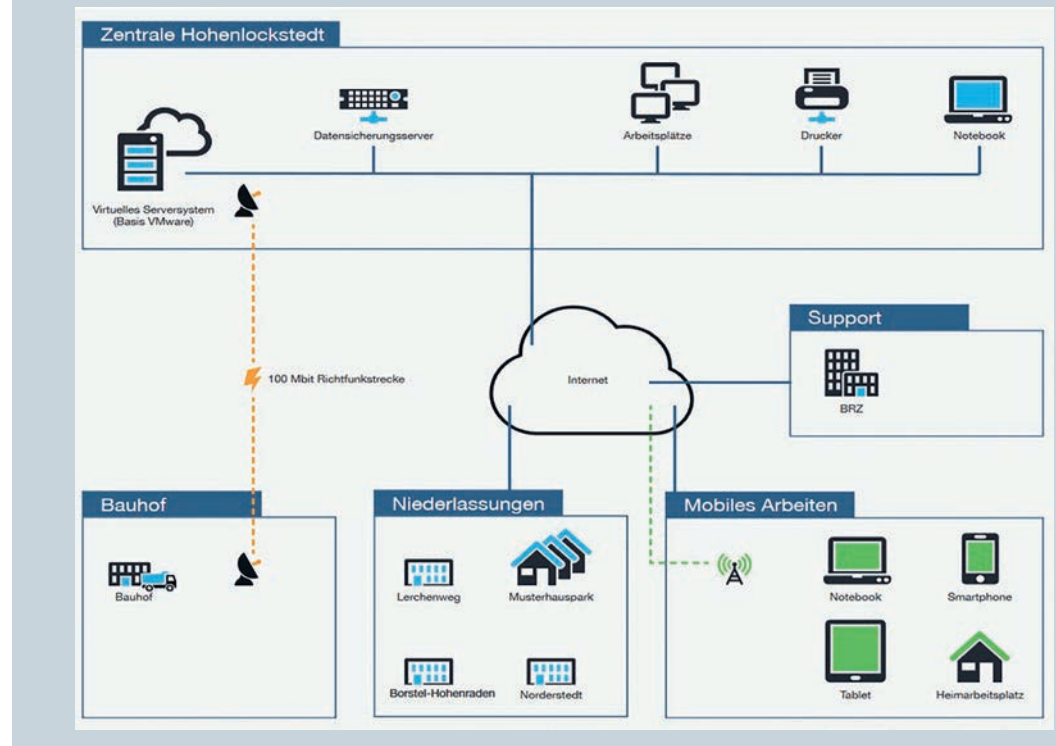 Zentrale Hohenlockstedt
Datensicherungsserver
Arbeitsplätze
Drucker
Notebook
Virtuelles Serversystem
(Basis VMware)
Support
100 Mbit Richtfunkstrecke
Internet
BRZ
Bauhof
Niederlassungen
Mobiles Arbeiten
Bauhof
Lerchenweg
Musterhauspark
Notebook
Smartphone
Borstel-Hohenraden
Norderstedt
Tablet
Heimarbeitsplatz